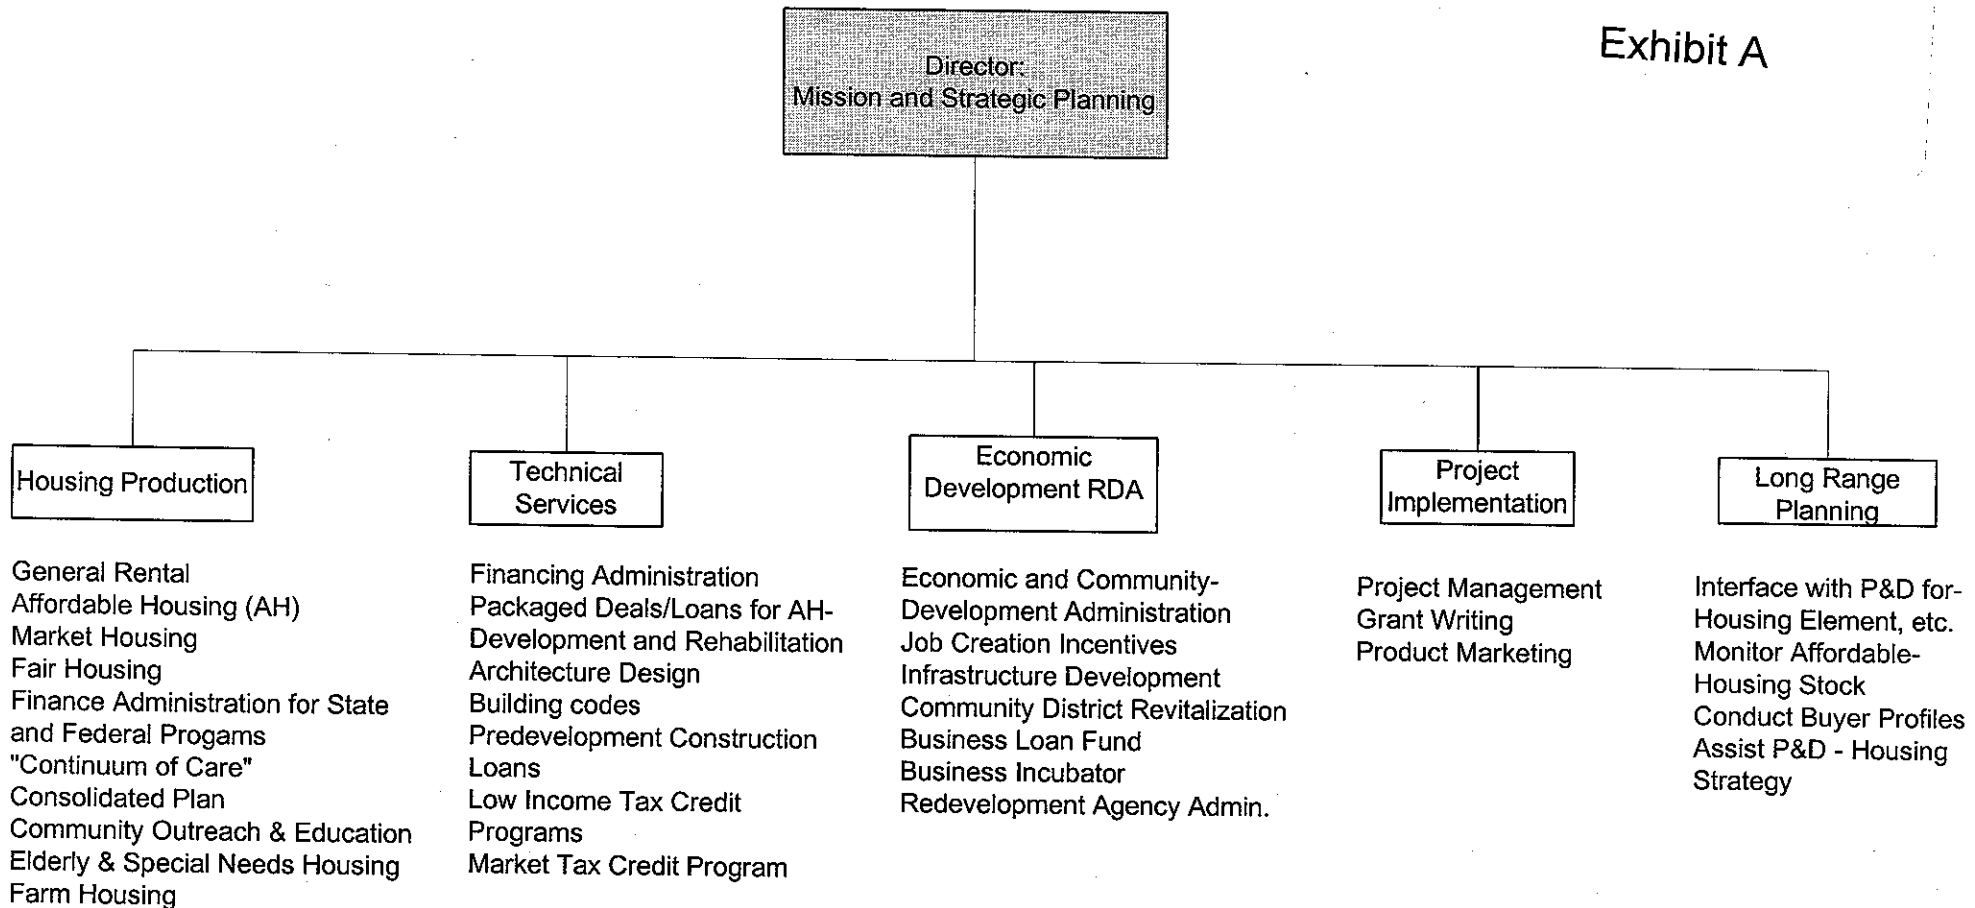 Exhibit A
Director:
Mission and Strategic Planning
Housing Production
General Rental
Affordable Housing (AH)
Market Housing
Fair Housing
Finance Administration for State
and Federal Progams
"Continuum of Care"
Consolidated Plan
Community Outreach & Education
Elderly & Special Needs Housing
Farm Housing
Technical
Services
Financing Administration
Packaged Deals/Loans for AH-
Development and Rehabilitation
Architecture Design
Building codes
Predevelopment Construction
Loans
Low Income Tax Credit
Programs
Market Tax Credit Program
Economic
Development RDA
Economic and Community-
Development Administration
Job Creation Incentives
Infrastructure Development
Community District Revitalization
Business Loan Fund
Business Incubator
Redevelopment Agency Admin.
Project
Implementation
Project Management
Grant Writing
Product Marketing
Long Range
Planning
Interface with P&D for-
Housing Element, etc.
Monitor Affordable-
Housing Stock
Conduct Buyer Profiles
Assist P&D - Housing
Strategy